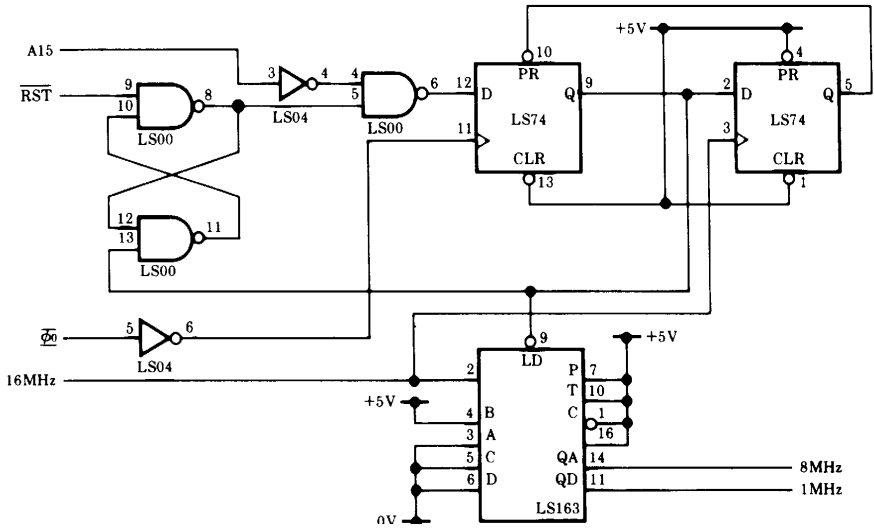 +5V
10
4
A15
PR
PR
3
4
4
6
12
D
Q
9
2
D
Q
5
RST
9
10
8
5
LS04
LS00
LS74
LS74
LS00
11
3
CLR
CLR
13
1
12
13
11
LS00
φ0
5
6
LS04
9
LD
+5V
16MHz
2
P
7
T
10
+5V
4
B
C
1
3
A
16
5
C
QA
14
8MHz
6
D
QD
11
1MHz
LS163
0V